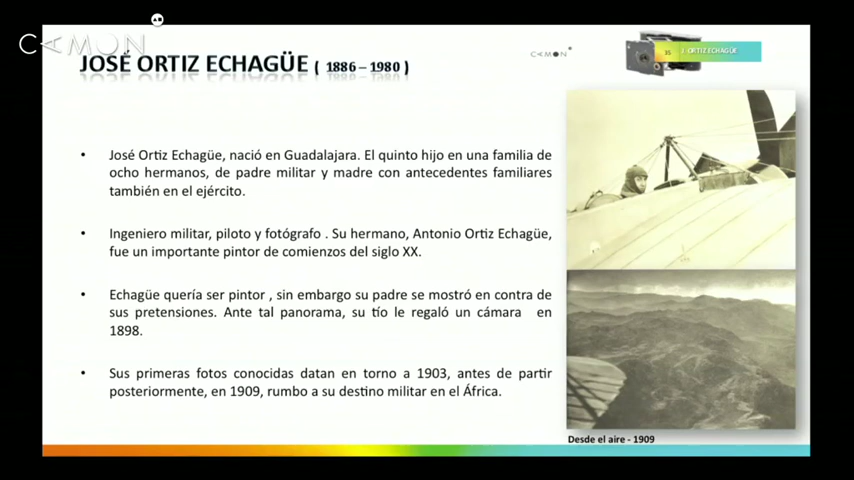 CAMON
JOSÉ ORTIZ ECHAGÜE ( 1886 – 1980 )
CAMON
35
J. ORTIZ ECHAGÜE
• José Ortiz Echagüe, nació en Guadalajara. El quinto hijo en una familia de
ocho hermanos, de padre militar y madre con antecedentes familiares
también en el ejército.
• Ingeniero militar, piloto y fotógrafo . Su hermano, Antonio Ortiz Echagüe,
fue un importante pintor de comienzos del siglo XX.
• Echagüe quería ser pintor , sin embargo su padre se mostró en contra de
sus pretensiones. Ante tal panorama, su tío le regaló un cámara en
1898.
• Sus primeras fotos conocidas datan en torno a 1903, antes de partir
posteriormente, en 1909, rumbo a su destino militar en el África.
Desde el aire - 1909